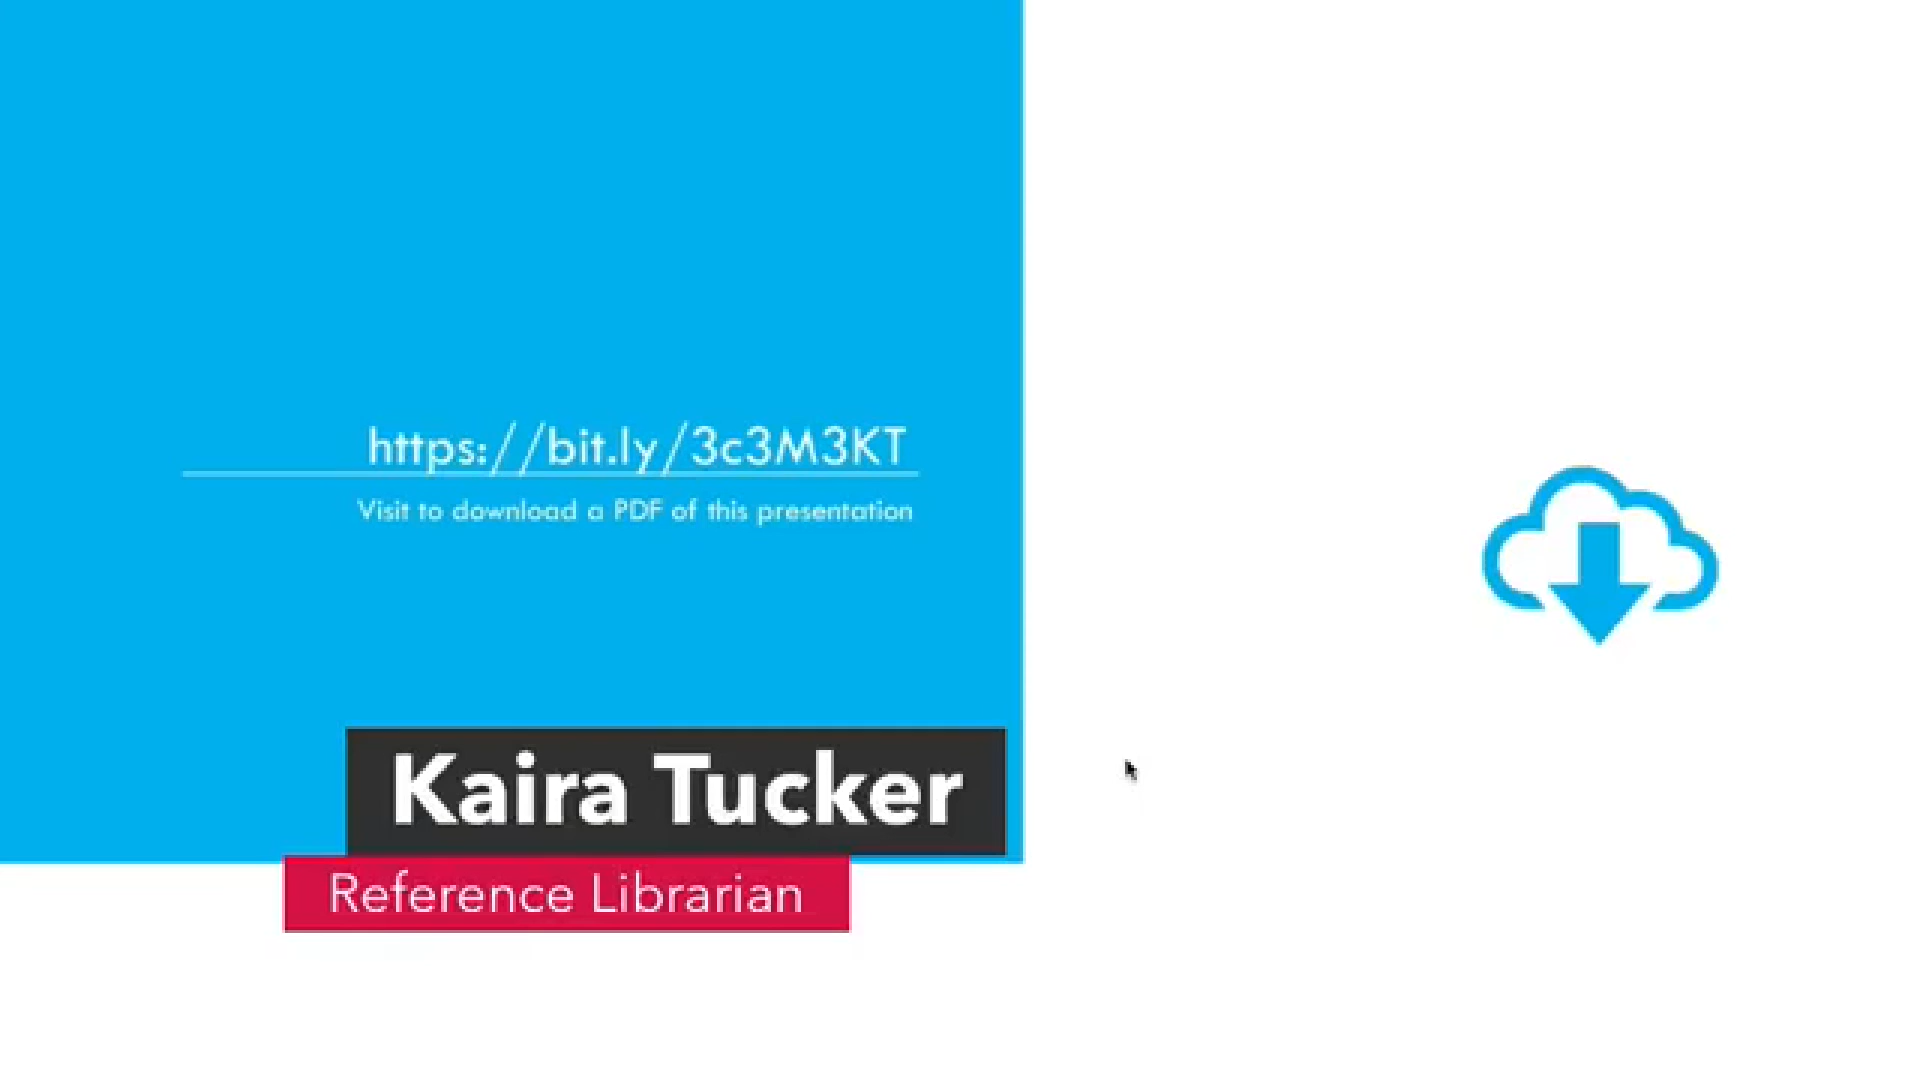 https://bit.ly/3c3M3KT
Visit to download a PDF of this presentation
Kaira Tucker
Reference Librarian